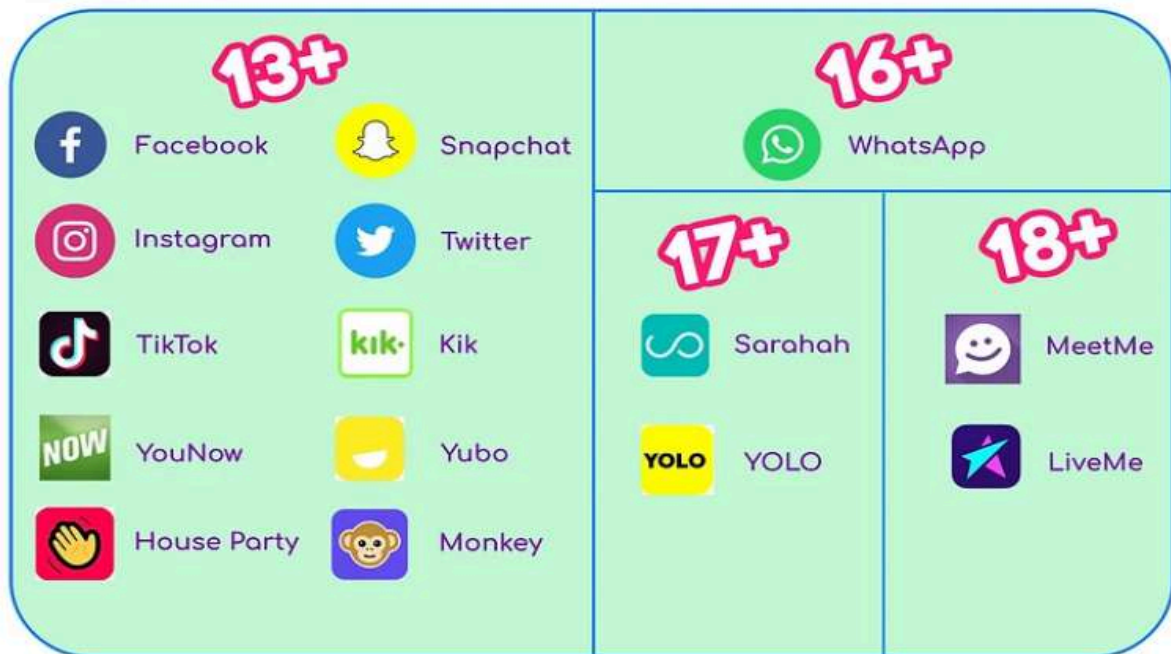 13+
Facebook
Snapchat
Instagram
Twitter
TikTok
kik.
Kik
NOW
YouNow
Yubo
House Party
Monkey
16+
WhatsApp
17+
Sarahah
YOLO
YOLO
18+
MeetMe
LiveMe